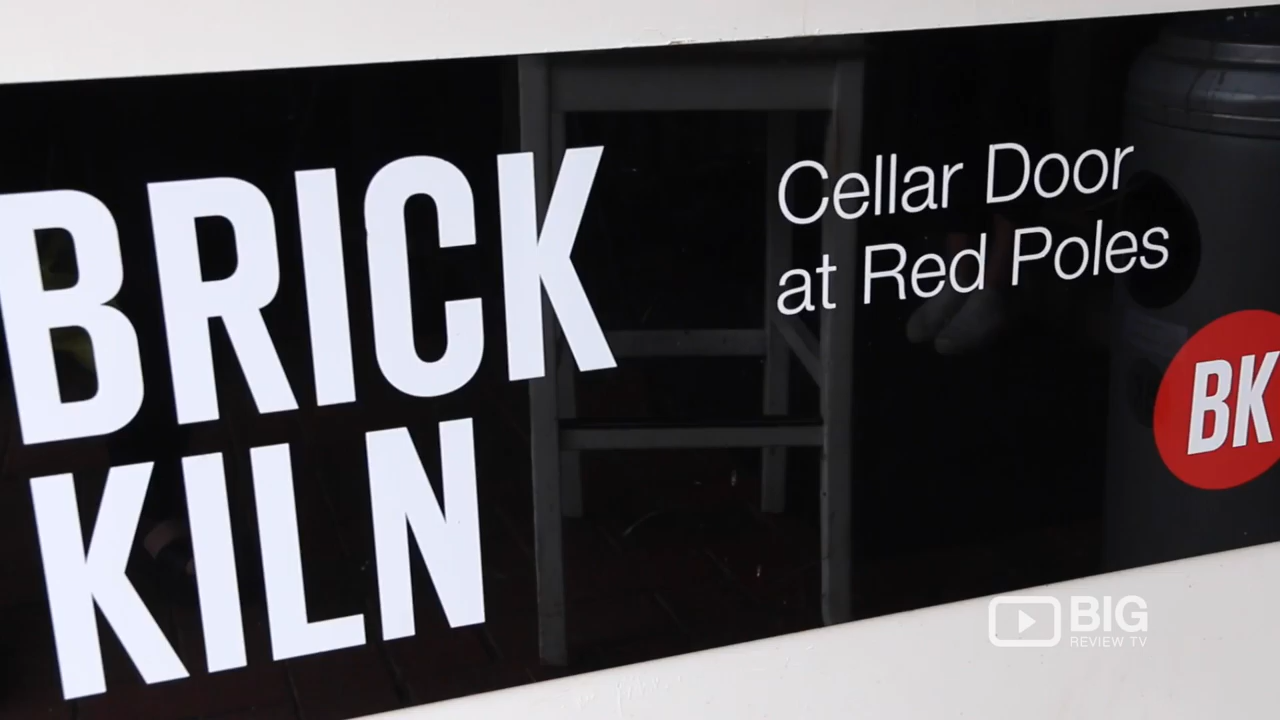 BRICK
KILN
Cellar Door
at Red Poles
BK
BIG
REVIEW TV